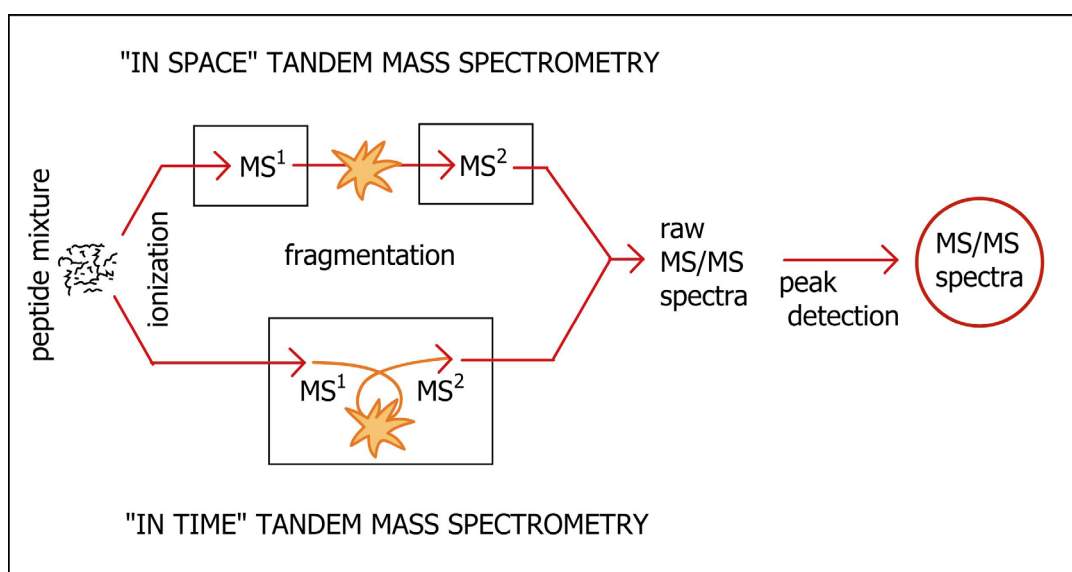 "IN SPACE" TANDEM MASS SPECTROMETRY
peptide mixture
ionization
MS¹
MS²
fragmentation
MS¹
MS²
raw
MS/MS
spectra
peak
detection
MS/MS
spectra
"IN TIME" TANDEM MASS SPECTROMETRY